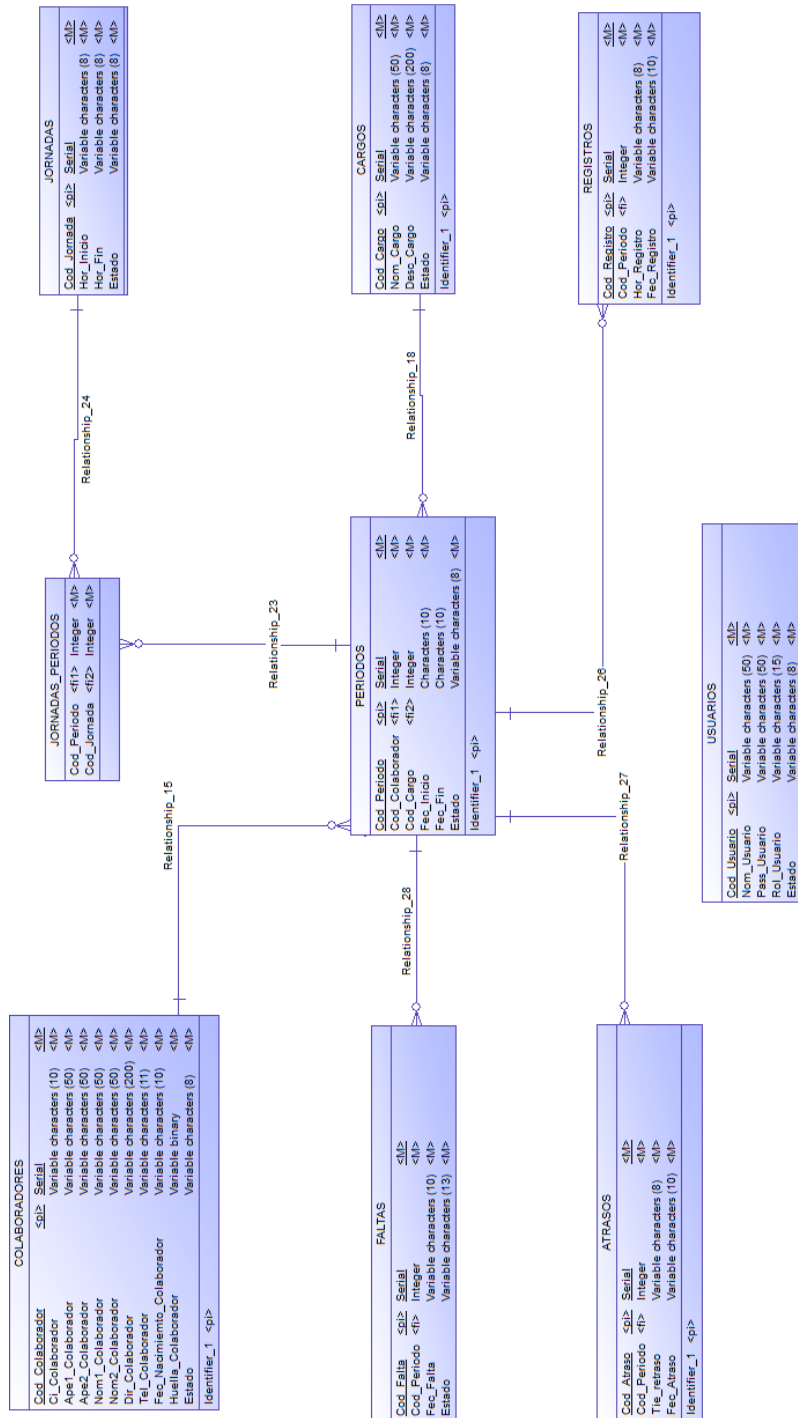 JORNADAS
Cod_Jornada <pi> Serial <M>
Hor_Inicio Variable characters (8) <M>
Hor_Fin Variable characters (8) <M>
Estado Variable characters (8) <M>
Relationship_24
JORNADAS_PERIODOS
Cod_Periodo <fi1> Integer <M>
Cod_Jornada <fi2> Integer <M>
Relationship_23
Relationship_15
COLABORADORES
Cod_Colaborador <pi> Serial <M>
Ci_Colaborador Variable characters (10) <M>
Ape1_Colaborador Variable characters (50) <M>
Ape2_Colaborador Variable characters (50) <M>
Nom1_Colaborador Variable characters (50) <M>
Nom2_Colaborador Variable characters (50) <M>
Dir_Colaborador Variable characters (200) <M>
Tel_Colaborador Variable characters (11) <M>
Fec_Nacimiemto_Colaborador Variable characters (10) <M>
Huella_Colaborador Variable binary <M>
Estado Variable characters (8) <M>
Identifier_1 <pi>
CARGOS
Cod_Cargo <pi> Serial <M>
Nom_Cargo Variable characters (50) <M>
Desc_Cargo Variable characters (200) <M>
Estado Variable characters (8) <M>
Identifier_1 <pi>
Relationship_18
PERIODOS
Cod_Periodo <pi> Serial <M>
Cod_Colaborador <fi1> Integer <M>
Cod_Cargo <fi2> Integer <M>
Fec_Inicio Characters (10) <M>
Fec_Fin Characters (10)
Estado Variable characters (8) <M>
Identifier_1 <pi>
Relationship_28
FALTAS
Cod_Falta <pi> Serial <M>
Cod_Periodo <fi> Integer <M>
Fec_Falta Variable characters (10) <M>
Estado Variable characters (13) <M>
REGISTROS
Cod_Registro <pi> Serial <M>
Cod_Periodo <fi> Integer <M>
Hor_Registro Variable characters (8) <M>
Fec_Registro Variable characters (10) <M>
Identifier_1 <pi>
Relationship_26
Relationship_27
ATRASOS
Cod_Atraso <pi> Serial <M>
Cod_Periodo <fi> Integer <M>
Tie_retraso Variable characters (8) <M>
Fec_Atraso Variable characters (10) <M>
Identifier_1 <pi>
USUARIOS
Cod_Usuario <pi> Serial <M>
Nom_Usuario Variable characters (50) <M>
Pass_Usuario Variable characters (50) <M>
Rol_Usuario Variable characters (15) <M>
Estado Variable characters (8) <M>